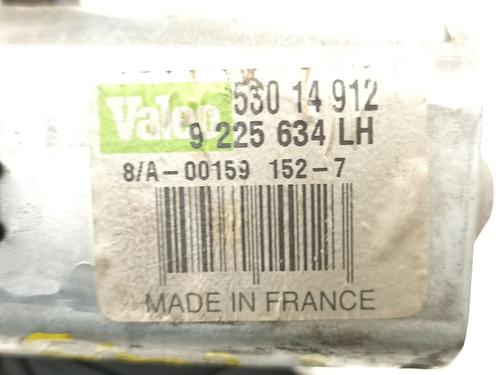 Valeo
530 14 912
9 225 634 LH
8/A-00159 152-7
MADE IN FRANCE